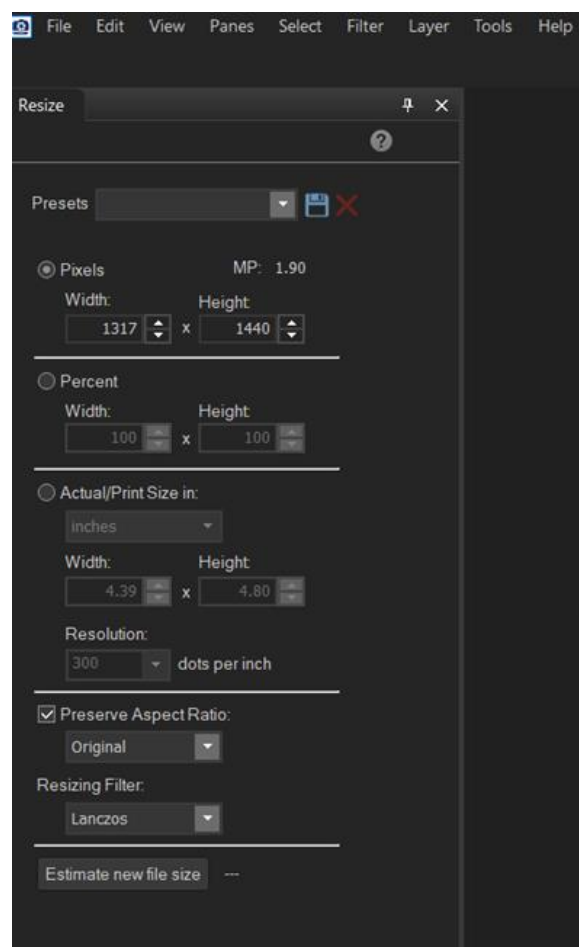 File Edit View Panes Select Filter Layer Tools Help
Resize
Presets
Pixels MP: 1.90
Width: Height:
1317 x 1440
Percent
Width: Height:
100 x 100
Actual/Print Size in:
inches
Width: Height:
4.39 x 4.80
Resolution:
300 dots per inch
Preserve Aspect Ratio:
Original
Resizing Filter:
Lanczos
Estimate new file size ---